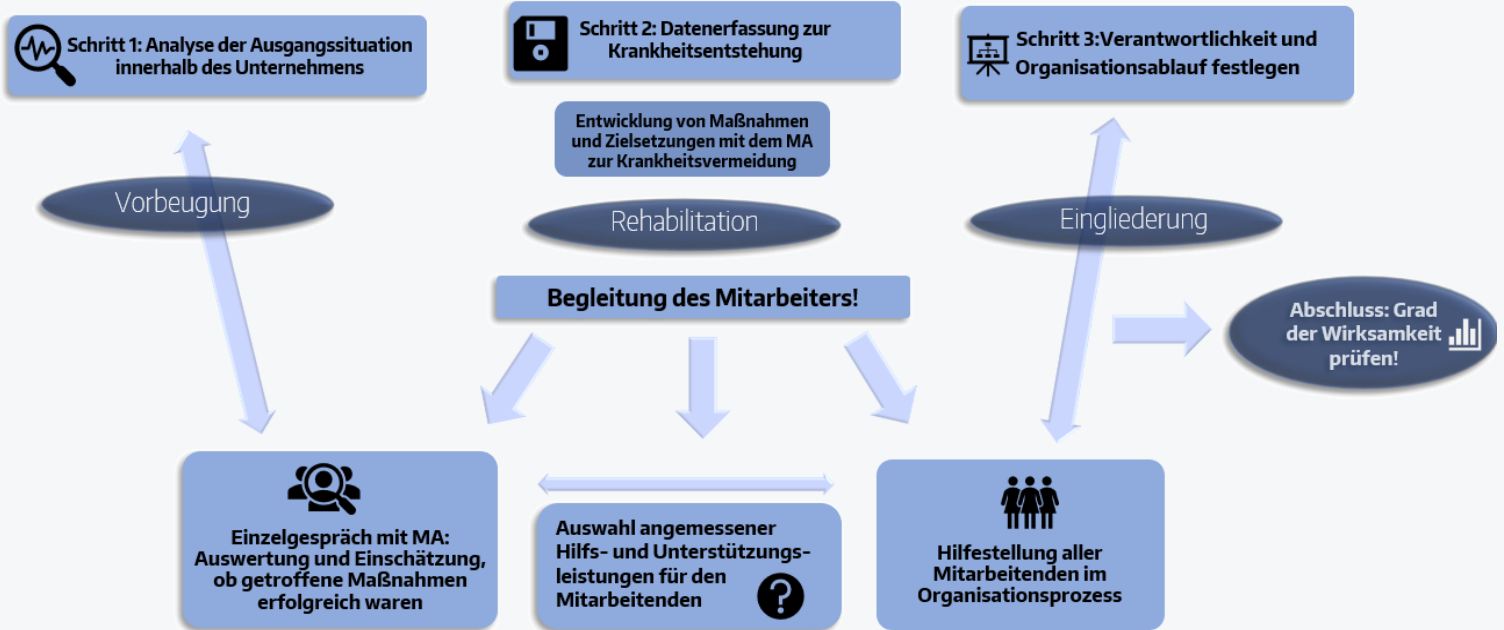 Schritt 1: Analyse der Ausgangssituation
innerhalb des Unternehmens
Schritt 2: Datenerfassung zur
Krankheitsentstehung
Schritt 3:Verantwortlichkeit und
Organisationsablauf festlegen
Entwicklung von Maßnahmen
und Zielsetzungen mit dem MA
zur Krankheitsvermeidung
Vorbeugung
Rehabilitation
Eingliederung
Begleitung des Mitarbeiters!
Abschluss: Grad
der Wirksamkeit
prüfen!
Einzelgespräch mit MA:
Auswertung und Einschätzung,
ob getroffene Maßnahmen
erfolgreich waren
Auswahl angemessener
Hilfs- und Unterstützungs-
leistungen für den
Mitarbeitenden
?
Hilfestellung aller
Mitarbeitenden im
Organisationsprozess